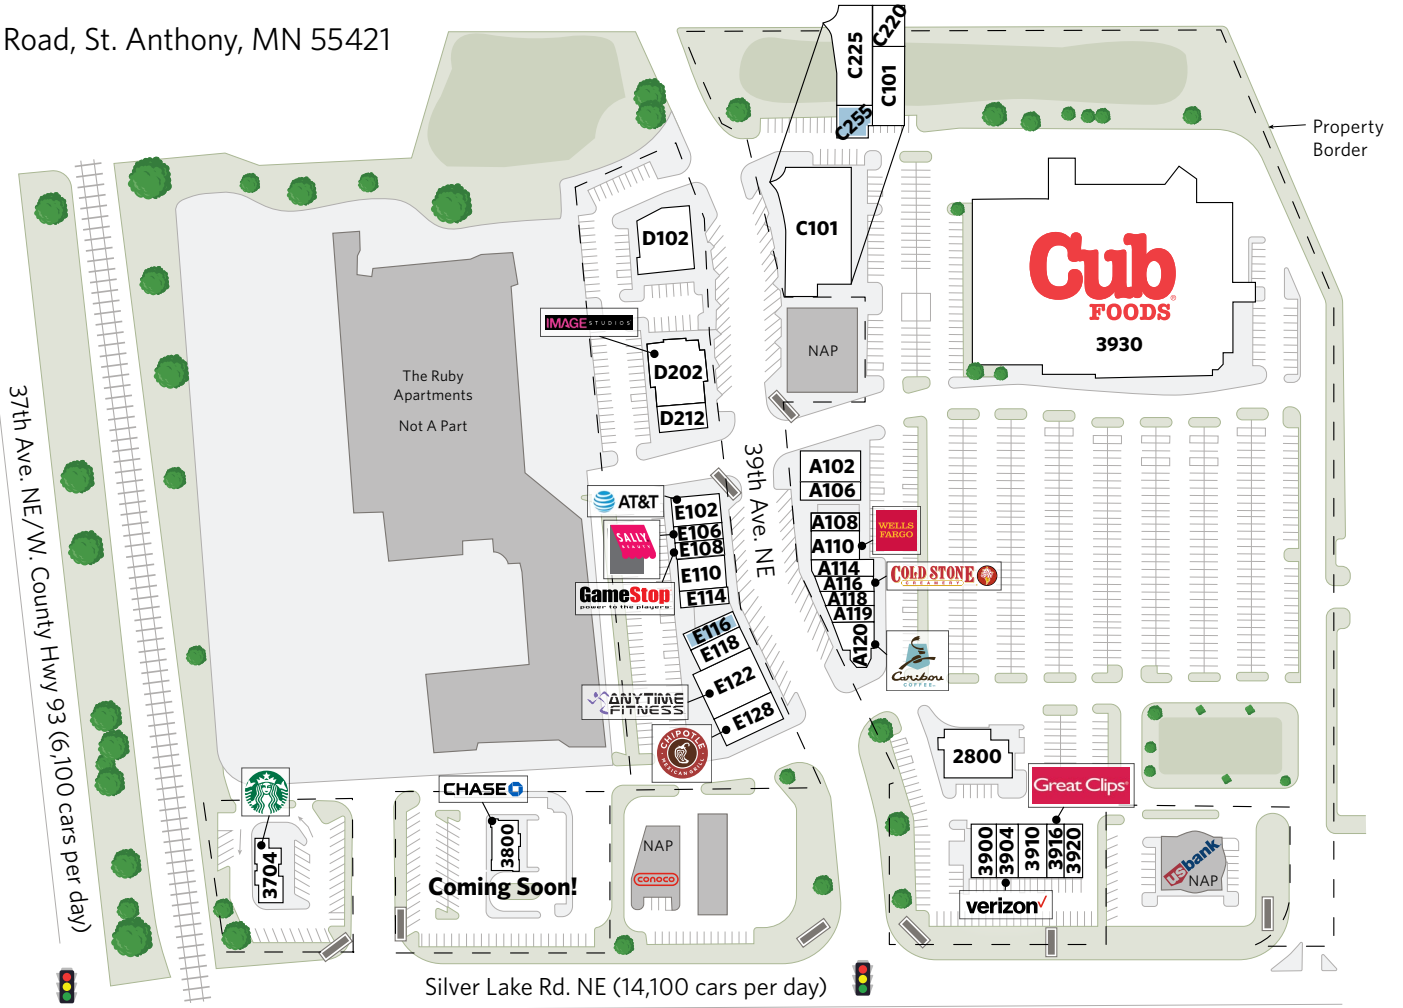 Road, St. Anthony, MN 55421
C220
C225
C101
C255
Property
Border
C101
D102
Cub
FOODS
3930
IMAGE STUDIOS
NAP
D202
D212
The Ruby
Apartments
Not A Part
37th Ave. NE/W. County Hwy 93 (6,100 cars per day)
39th Ave. NE
A102
A106
A108
A110
A114
A116
A118
A119
A120
WELLS
FARGO
COLD STONE
CREAMERY
Caribou
COFFEE
AT&T
SALLY
BEAUTY
GameStop
power to the players
E102
E106
E108
E110
E114
E116
E118
E122
E128
ANYTIME
FITNESS
CHIPOTLE
MEXICAN GRILL
2800
Great Clips
3900
3904
3910
3916
3920
verizon
usbank
NAP
CHASE
3800
Coming Soon!
3704
NAP
conoco
Silver Lake Rd. NE (14,100 cars per day)